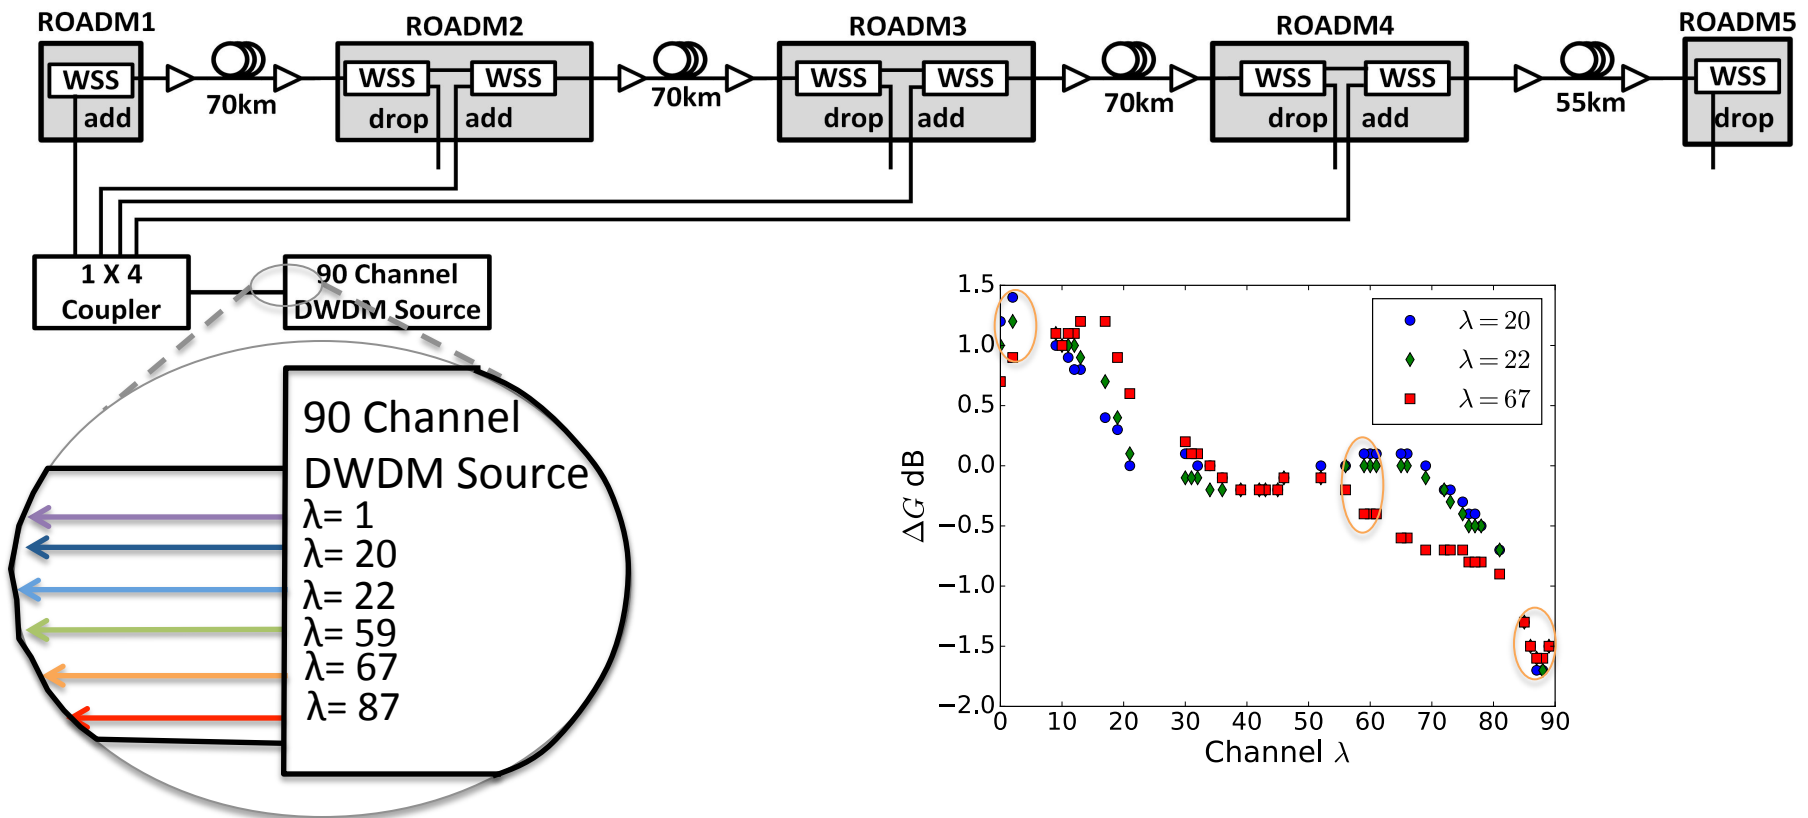 ROADM1
ROADM2
ROADM3
ROADM4
ROADM5
WSS
WSS
WSS
WSS
WSS
WSS
WSS
WSS
add
70km
drop
add
70km
drop
add
70km
drop
add
55km
drop
1 X 4
Coupler
90 Channel
DWDM Source
90 Channel
DWDM Source
λ= 1
λ= 20
λ= 22
λ= 59
λ= 67
λ= 87
1.5
1.0
0.5
0.0
−0.5
−1.0
−1.5
−2.0
ΔG dB
λ = 20
λ = 22
λ = 67
0 10 20 30 40 50 60 70 80 90
Channel λ